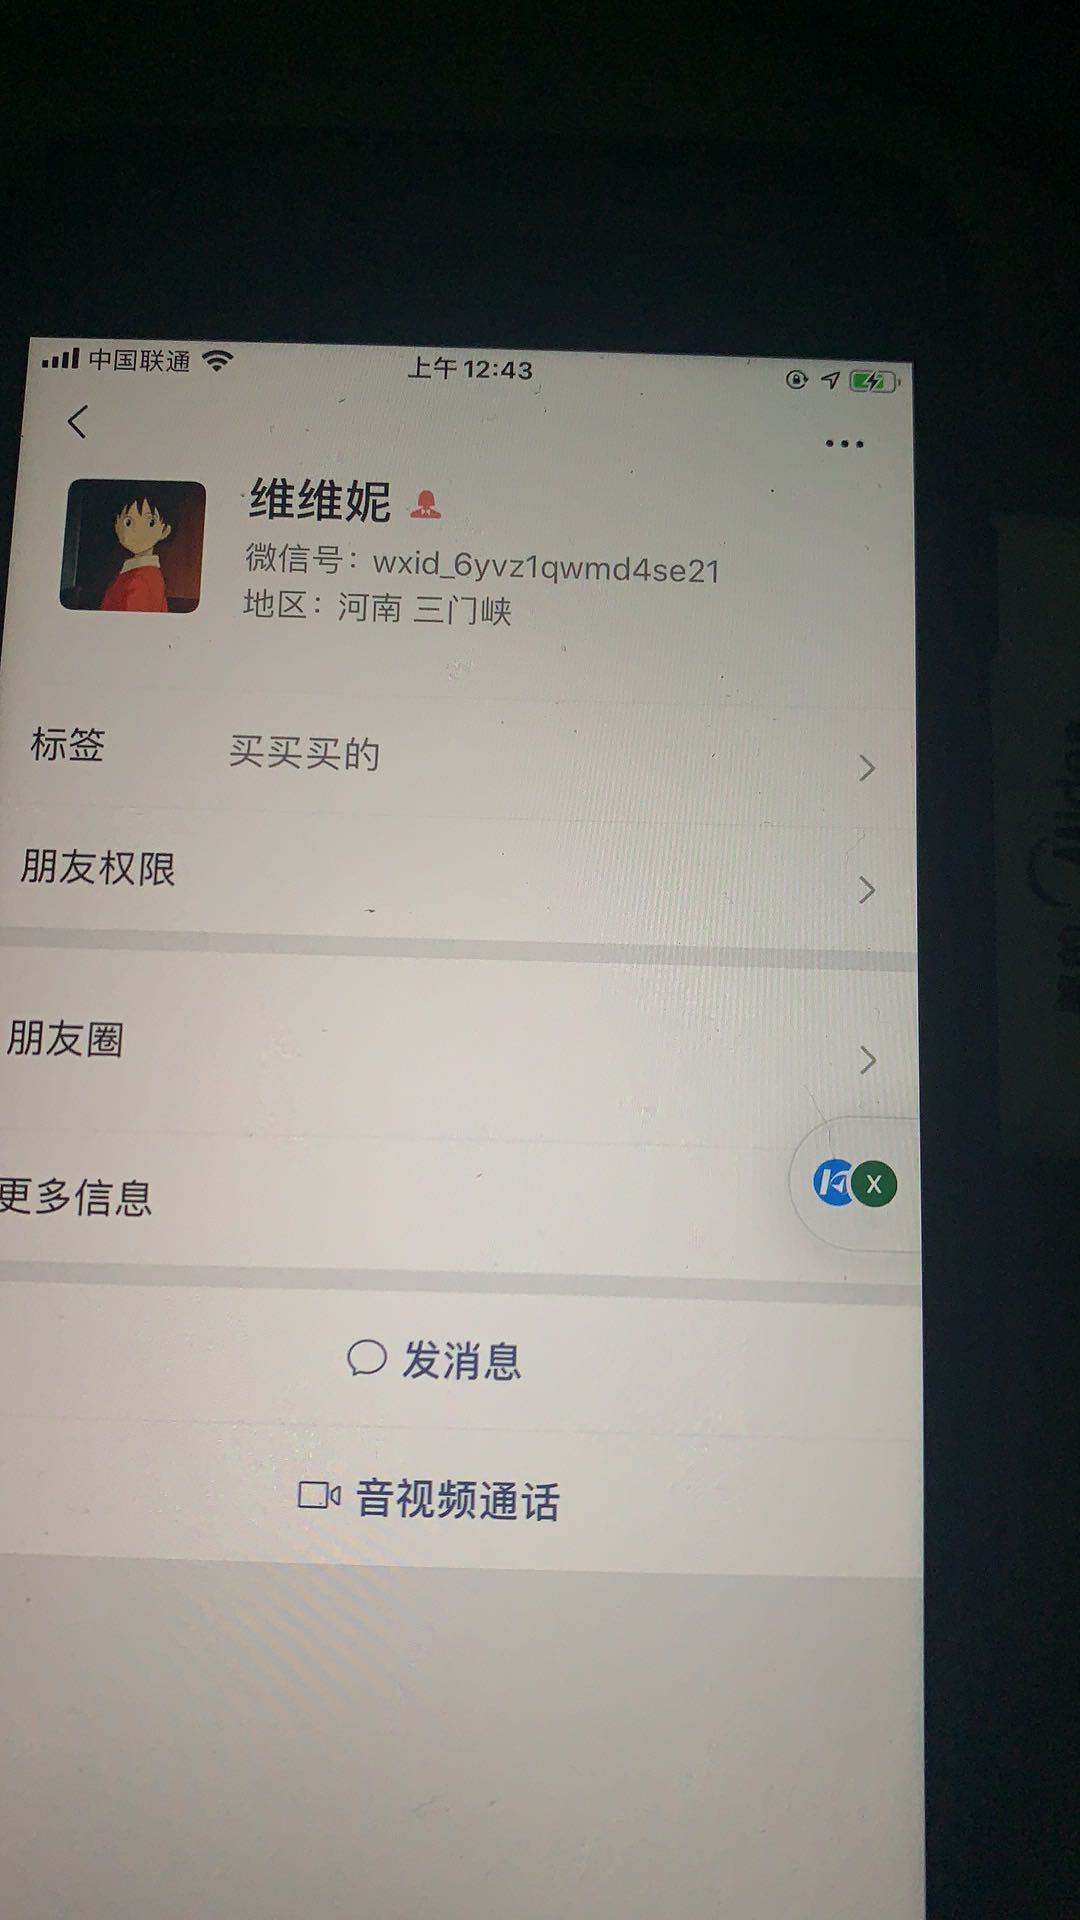 中国联通
上午 12:43
维维妮
微信号：wxid_6yvz1qwmd4se21
地区：河南 三门峡
标签 买买买的
朋友权限
朋友圈
更多信息
X
发消息
音视频通话